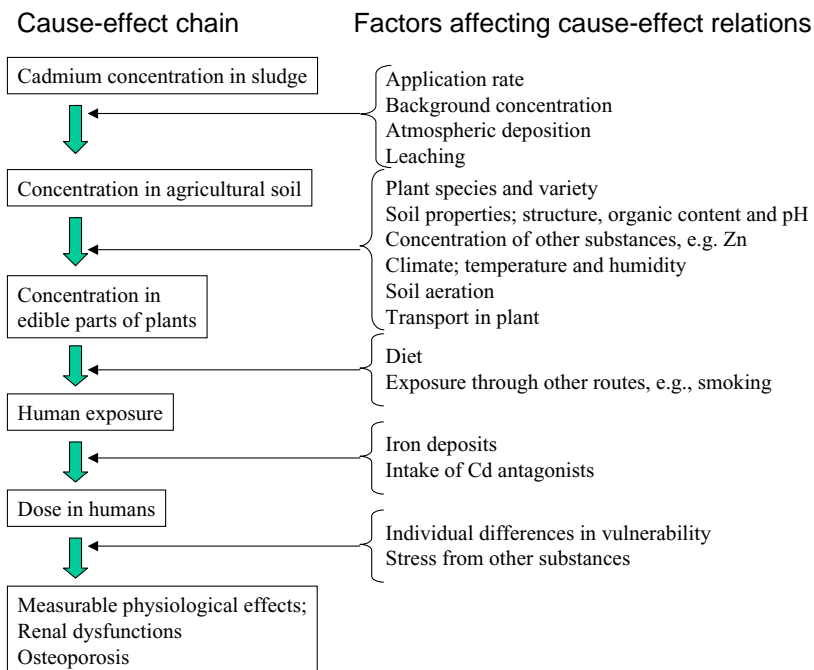 Cause-effect chain
Factors affecting cause-effect relations
Cadmium concentration in sludge
Application rate
Background concentration
Atmospheric deposition
Leaching
Concentration in agricultural soil
Plant species and variety
Soil properties; structure, organic content and pH
Concentration of other substances, e.g. Zn
Climate; temperature and humidity
Soil aeration
Transport in plant
Concentration in
edible parts of plants
Diet
Exposure through other routes, e.g., smoking
Human exposure
Iron deposits
Intake of Cd antagonists
Dose in humans
Individual differences in vulnerability
Stress from other substances
Measurable physiological effects;
Renal dysfunctions
Osteoporosis